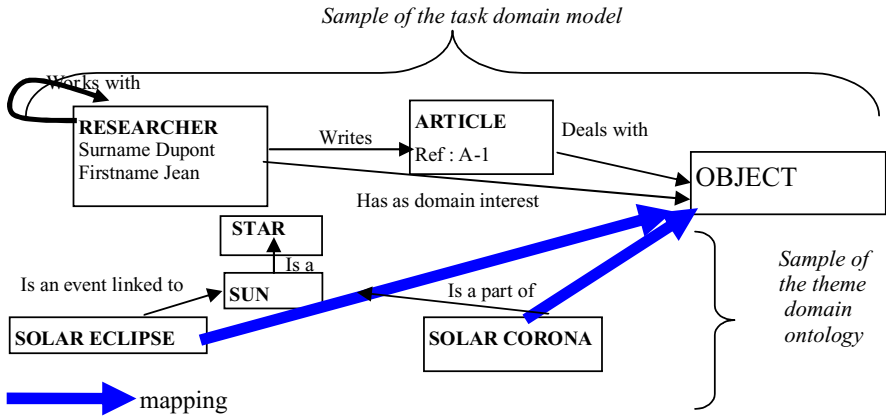 Sample of the task domain model
Works with
RESEARCHER
Surname Dupont
Firstname Jean
Writes
ARTICLE
Ref : A-1
Deals with
OBJECT
Has as domain interest
STAR
Is a
Is an event linked to
SUN
Is a part of
SOLAR ECLIPSE
SOLAR CORONA
Sample of
the theme
domain
ontology
mapping